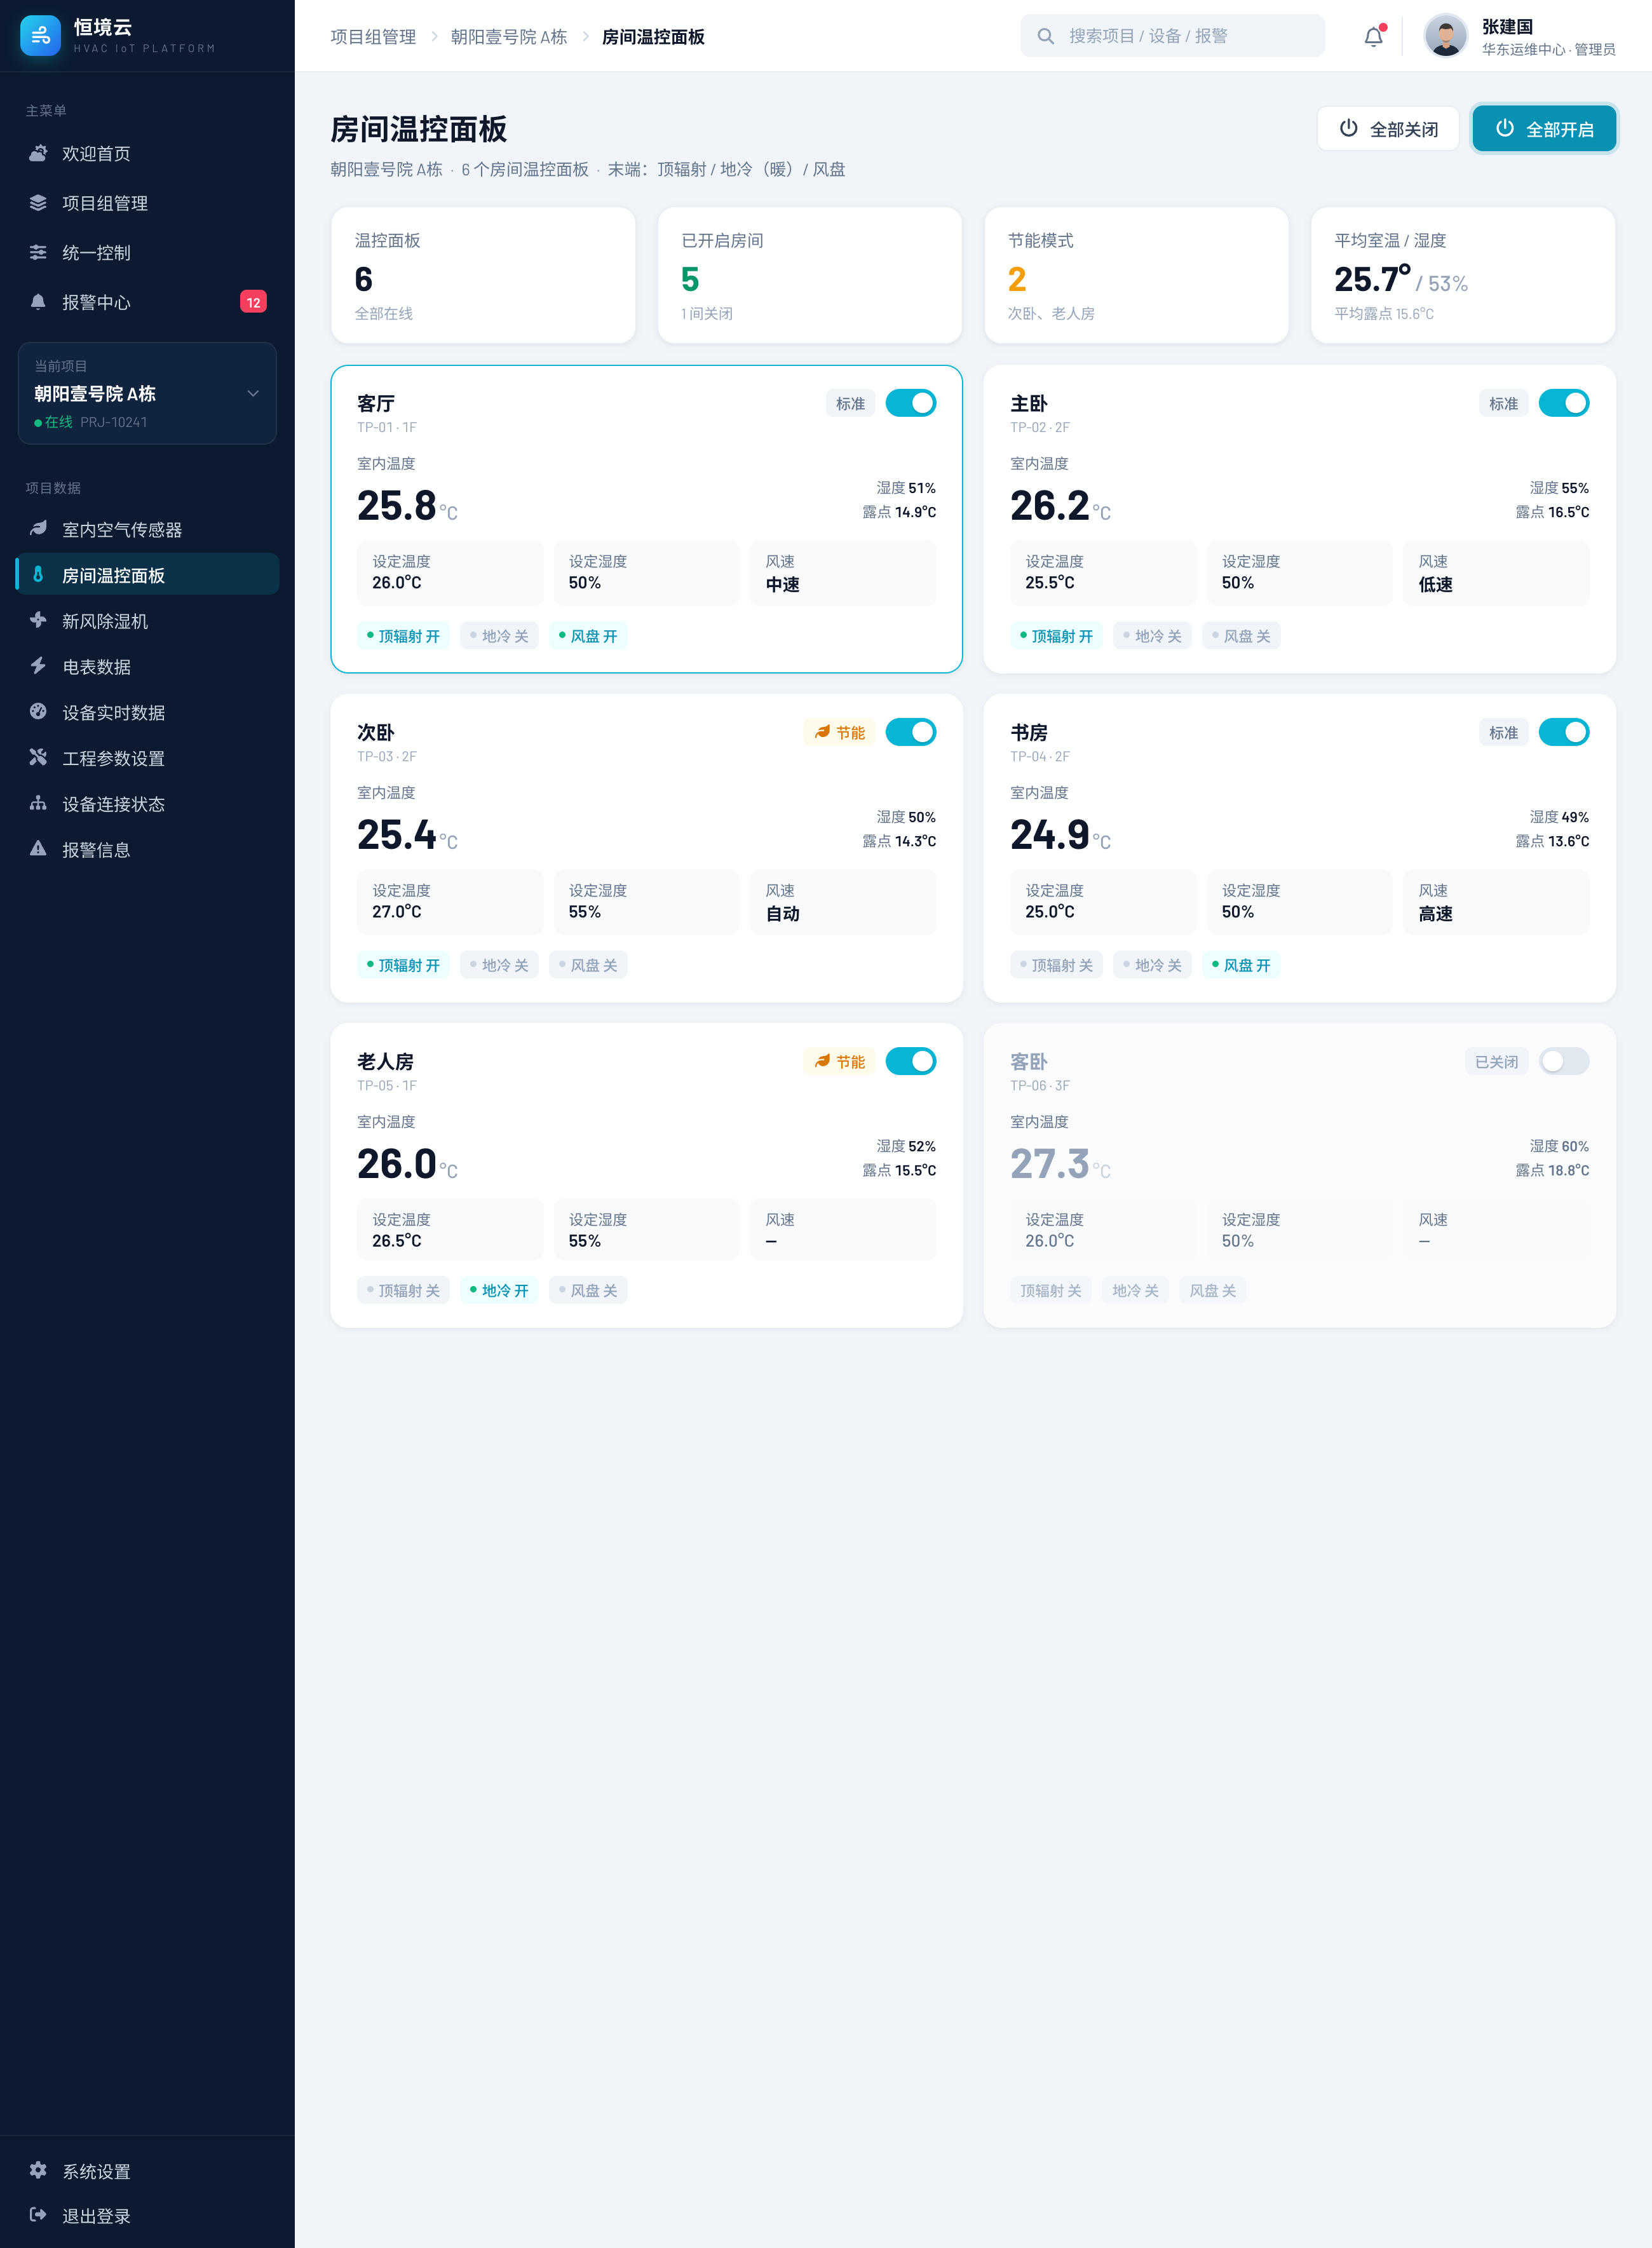 恒境云
HVAC IoT PLATFORM
主菜单
欢迎首页
项目组管理
统一控制
报警中心 12
当前项目
朝阳壹号院 A栋
在线 PRJ-10241
项目数据
室内空气传感器
房间温控面板
新风除湿机
电表数据
设备实时数据
工程参数设置
设备连接状态
报警信息
系统设置
退出登录
项目组管理 朝阳壹号院 A栋 房间温控面板
搜索项目 / 设备 / 报警
张建国
华东运维中心 · 管理员
房间温控面板
朝阳壹号院 A栋 · 6 个房间温控面板 · 末端：顶辐射 / 地冷（暖）/ 风盘
全部关闭
全部开启
温控面板
6
全部在线
已开启房间
5
1 间关闭
节能模式
2
次卧、老人房
平均室温 / 湿度
25.7° / 53%
平均露点 15.6°C
客厅
TP-01 · 1F
标准
室内温度
25.8°C
湿度 51%
露点 14.9°C
设定温度
26.0°C
设定湿度
50%
风速
中速
顶辐射 开
地冷 关
风盘 开
主卧
TP-02 · 2F
标准
室内温度
26.2°C
湿度 55%
露点 16.5°C
设定温度
25.5°C
设定湿度
50%
风速
低速
顶辐射 开
地冷 关
风盘 关
次卧
TP-03 · 2F
节能
室内温度
25.4°C
湿度 50%
露点 14.3°C
设定温度
27.0°C
设定湿度
55%
风速
自动
顶辐射 开
地冷 关
风盘 关
书房
TP-04 · 2F
标准
室内温度
24.9°C
湿度 49%
露点 13.6°C
设定温度
25.0°C
设定湿度
50%
风速
高速
顶辐射 关
地冷 关
风盘 开
老人房
TP-05 · 1F
节能
室内温度
26.0°C
湿度 52%
露点 15.5°C
设定温度
26.5°C
设定湿度
55%
风速
—
顶辐射 关
地冷 开
风盘 关
客卧
TP-06 · 3F
已关闭
室内温度
27.3°C
湿度 60%
露点 18.8°C
设定温度
26.0°C
设定湿度
50%
风速
—
顶辐射 关
地冷 关
风盘 关